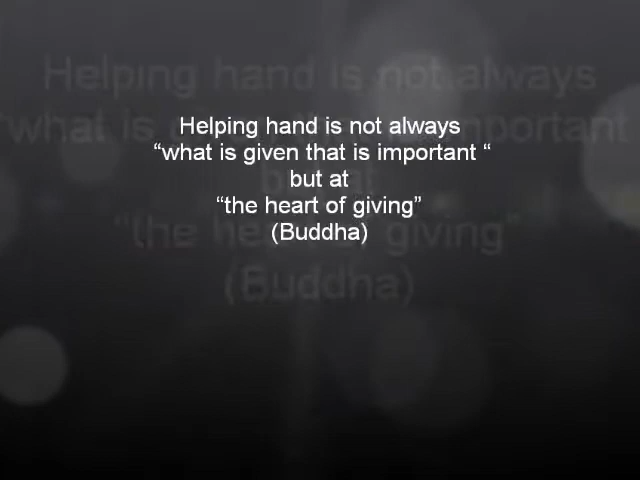 Helping hand is not always
“what is given that is important “
but at
“the heart of giving”
(Buddha)